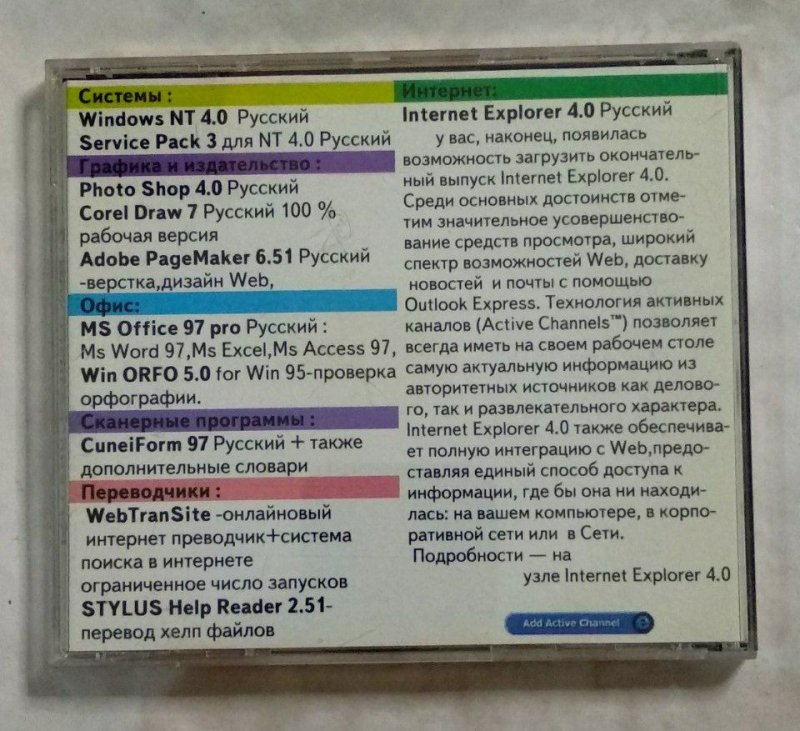 Системы :
Windows NT 4.0 Русский
Service Pack 3 для NT 4.0 Русский
Графика и издательство :
Photo Shop 4.0 Русский
Corel Draw 7 Русский 100 %
рабочая версия
Adobe PageMaker 6.51 Русский
-верстка,дизайн Web,
Офис:
MS Office 97 pro Русский :
Ms Word 97,Ms Excel,Ms Access 97,
Win ORFO 5.0 for Win 95-проверка
орфографии.
Сканерные программы :
CuneiForm 97 Русский + также
дополнительные словари
Переводчики :
WebTranSite -онлайновый
интернет преводчик+система
поиска в интернете
ограниченное число запусков
STYLUS Help Reader 2.51-
перевод хелп файлов
Интернет:
Internet Explorer 4.0 Русский
у вас, наконец, появилась
возможность загрузить окончатель-
ный выпуск Internet Explorer 4.0.
Среди основных достоинств отме-
тим значительное усовершенство-
вание средств просмотра, широкий
спектр возможностей Web, доставку
новостей и почты с помощью
Outlook Express. Технология активных
каналов (Active Channels™) позволяет
всегда иметь на своем рабочем столе
самую актуальную информацию из
авторитетных источников как делово-
го, так и развлекательного характера.
Internet Explorer 4.0 также обеспечива-
ет полную интеграцию с Web,предо-
ставляя единый способ доступа к
информации, где бы она ни находи-
лась: на вашем компьютере, в корпо-
ративной сети или в Сети.
Подробности — на
узле Internet Explorer 4.0
Add Active Channel